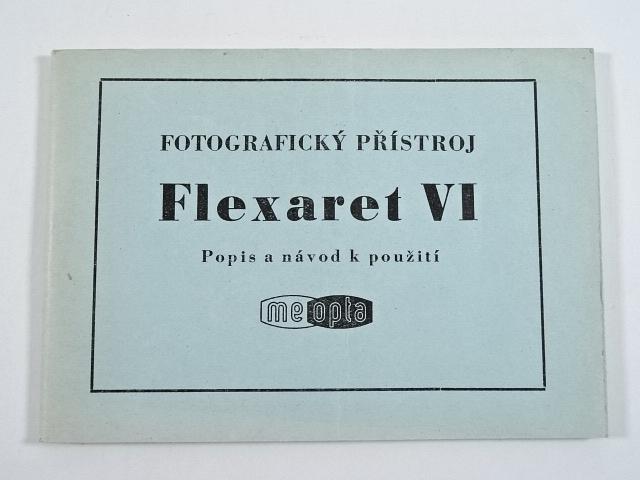 FOTOGRAFICKÝ PŘÍSTROJ
Flexaret VI
Popis a návod k použití
meopta